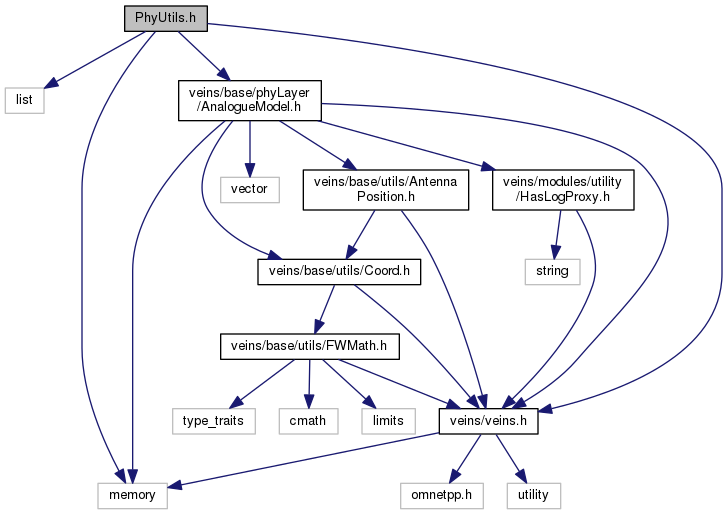 PhyUtils.h
list
veins/base/phyLayer
/AnalogueModel.h
vector
veins/base/utils/Antenna
Position.h
veins/modules/utility
/HasLogProxy.h
veins/base/utils/Coord.h
string
veins/base/utils/FWMath.h
type_traits
cmath
limits
veins/veins.h
memory
omnetpp.h
utility